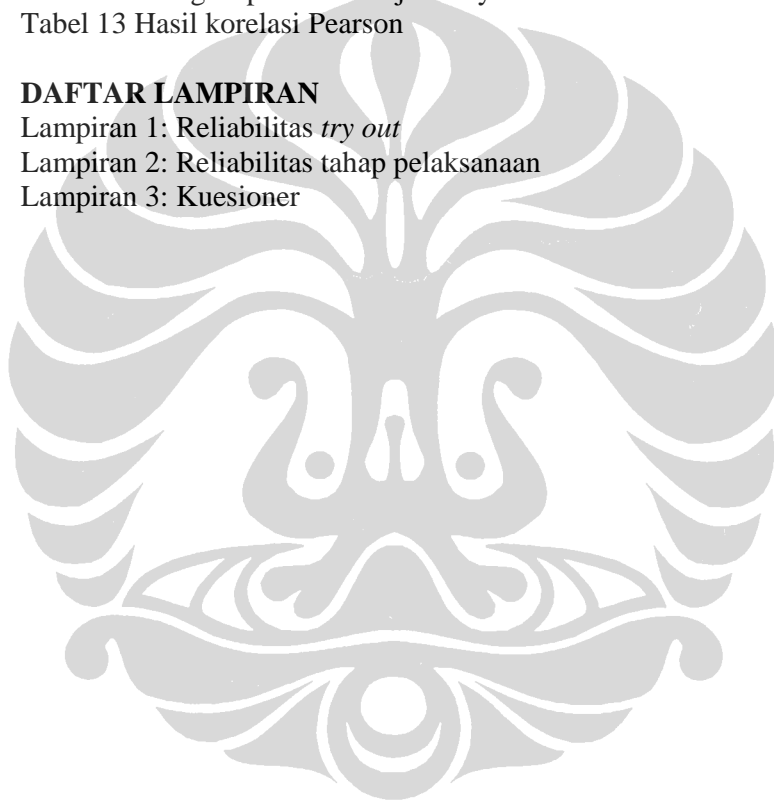 Tabel 13 Hasil korelasi Pearson
DAFTAR LAMPIRAN
Lampiran 1: Reliabilitas try out
Lampiran 2: Reliabilitas tahap pelaksanaan
Lampiran 3: Kuesioner